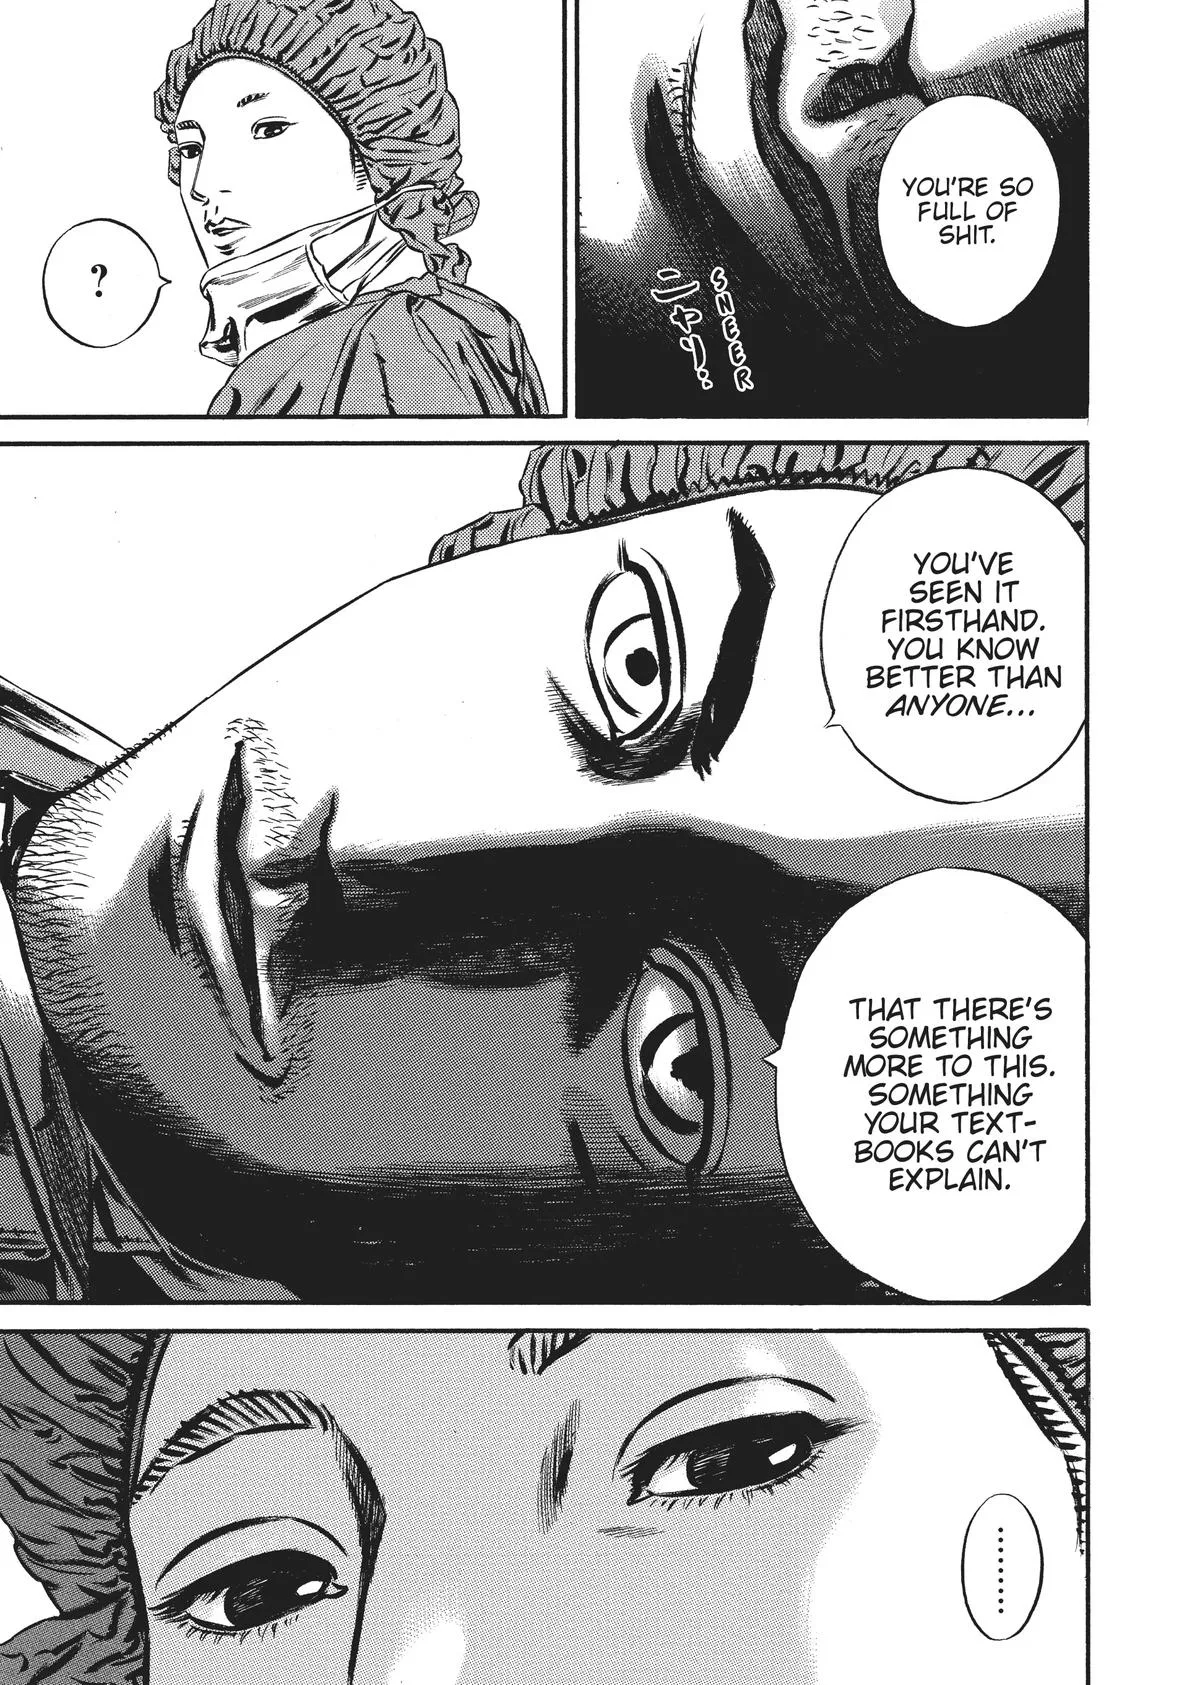 YOU'RE SO
FULL OF
SHIT.
SNEER
ニヤリ…
?
YOU'VE
SEEN IT
FIRSTHAND.
YOU KNOW
BETTER THAN
ANYONE...
THAT THERE'S
SOMETHING
MORE TO THIS.
SOMETHING
YOUR TEXT-
BOOKS CAN'T
EXPLAIN.
.........